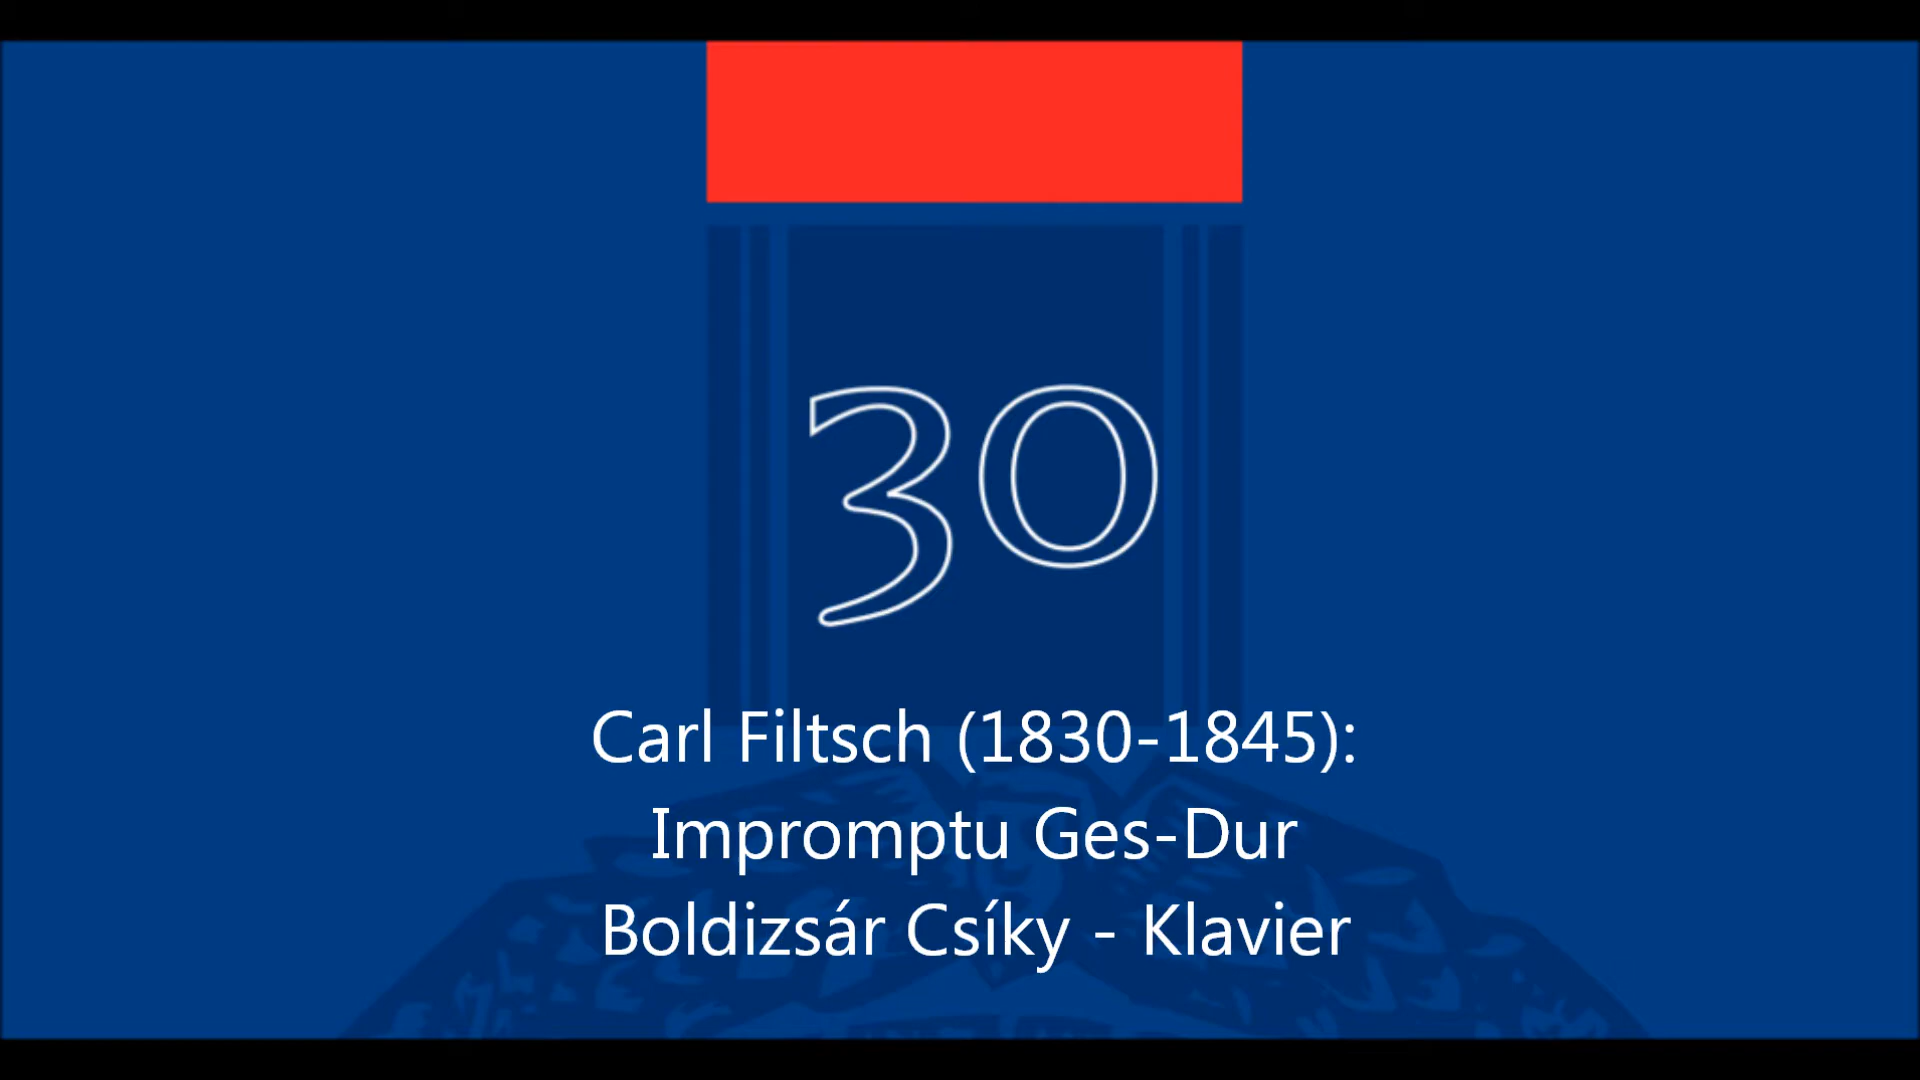 30
Carl Filtsch (1830-1845):
Impromptu Ges-Dur
Boldizsár Csíky - Klavier